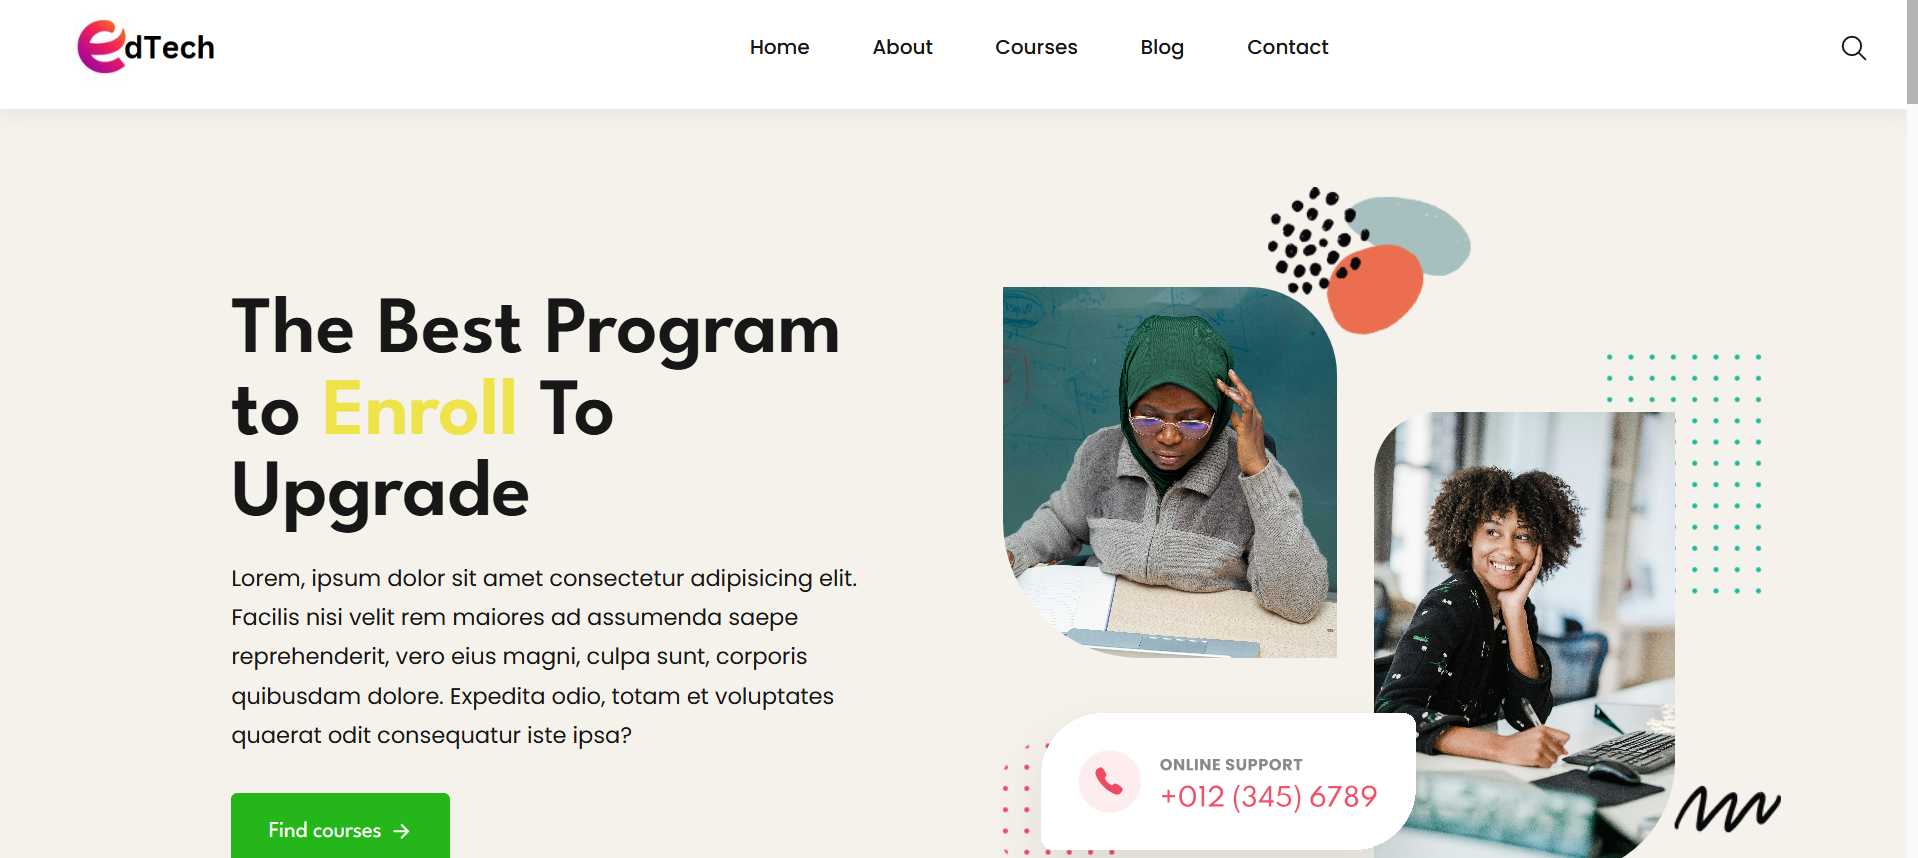 edTech
Home
About
Courses
Blog
Contact
The Best Program
to Enroll To
Upgrade
Lorem, ipsum dolor sit amet consectetur adipisicing elit.
Facilis nisi velit rem maiores ad assumenda saepe
reprehenderit, vero eius magni, culpa sunt, corporis
quibusdam dolore. Expedita odio, totam et voluptates
quaerat odit consequatur iste ipsa?
Find courses →
ONLINE SUPPORT
+012 (345) 6789